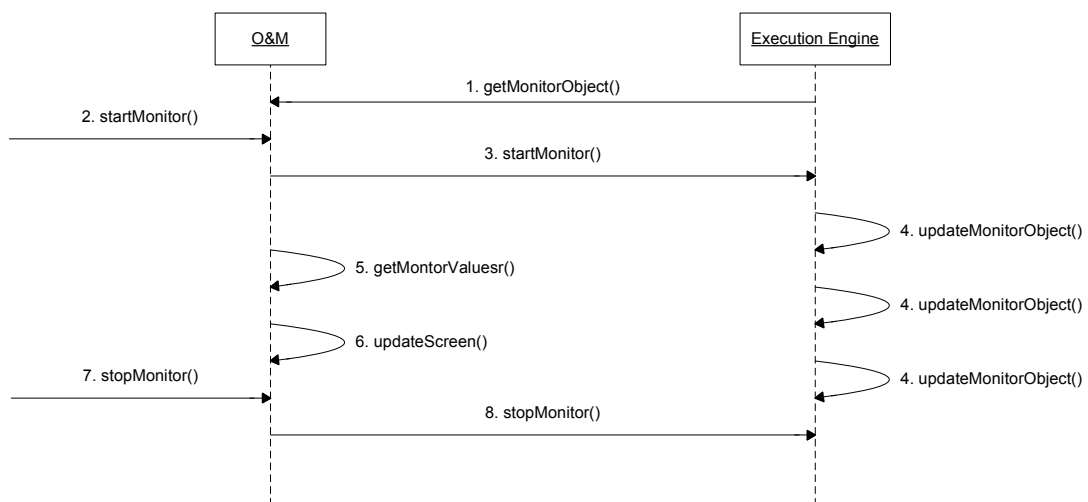 O&M
Execution Engine
1. getMonitorObject()
2. startMonitor()
3. startMonitor()
4. updateMonitorObject()
5. getMontorValuesr()
4. updateMonitorObject()
6. updateScreen()
7. stopMonitor()
4. updateMonitorObject()
8. stopMonitor()